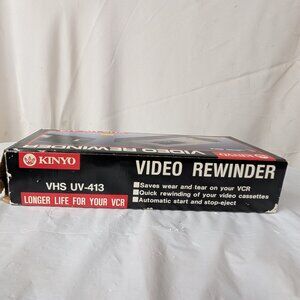 VIDEO REWINDER
KINYO
VHS UV-413
LONGER LIFE FOR YOUR VCR
VIDEO REWINDER
Saves wear and tear on your VCR
Quick rewinding of your video cassettes
Automatic start and stop-eject
KINYO